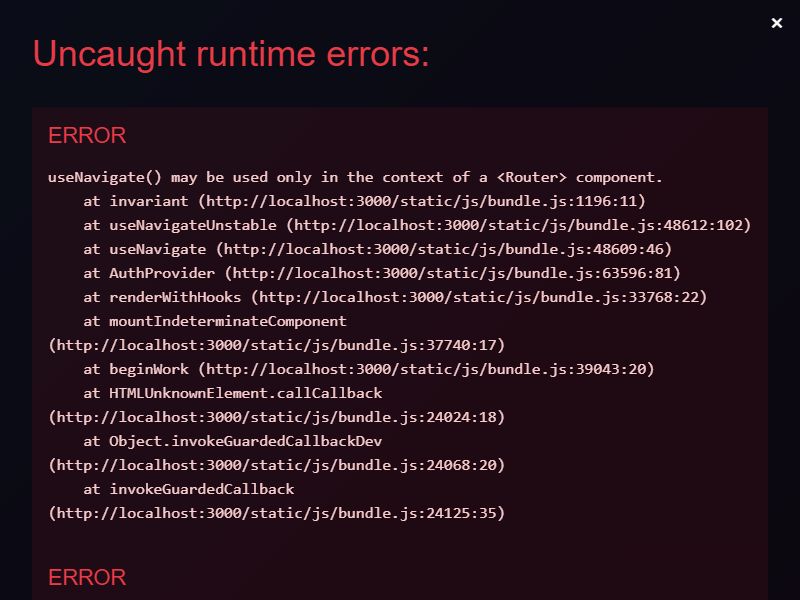 ×
Uncaught runtime errors:
ERROR
useNavigate() may be used only in the context of a <Router> component.
    at invariant (http://localhost:3000/static/js/bundle.js:1196:11)
    at useNavigateUnstable (http://localhost:3000/static/js/bundle.js:48612:102)
    at useNavigate (http://localhost:3000/static/js/bundle.js:48609:46)
    at AuthProvider (http://localhost:3000/static/js/bundle.js:63596:81)
    at renderWithHooks (http://localhost:3000/static/js/bundle.js:33768:22)
    at mountIndeterminateComponent
(http://localhost:3000/static/js/bundle.js:37740:17)
    at beginWork (http://localhost:3000/static/js/bundle.js:39043:20)
    at HTMLUnknownElement.callCallback
(http://localhost:3000/static/js/bundle.js:24024:18)
    at Object.invokeGuardedCallbackDev
(http://localhost:3000/static/js/bundle.js:24068:20)
    at invokeGuardedCallback
(http://localhost:3000/static/js/bundle.js:24125:35)
ERROR